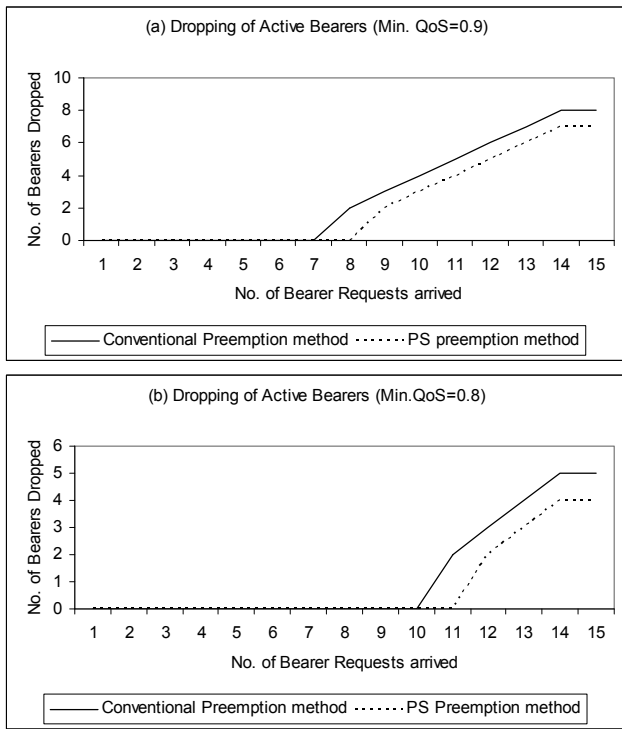 (a) Dropping of Active Bearers (Min. QoS=0.9)
No. of Bearers Dropped
10
8
6
4
2
0
1 2 3 4 5 6 7 8 9 10 11 12 13 14 15
No. of Bearer Requests arrived
Conventional Preemption method PS preemption method
(b) Dropping of Active Bearers (Min.QoS=0.8)
No. of Bearers Dropped
6
5
4
3
2
1
0
1 2 3 4 5 6 7 8 9 10 11 12 13 14 15
No. of Bearer Requests arrived
Conventional Preemption method PS Preemption method